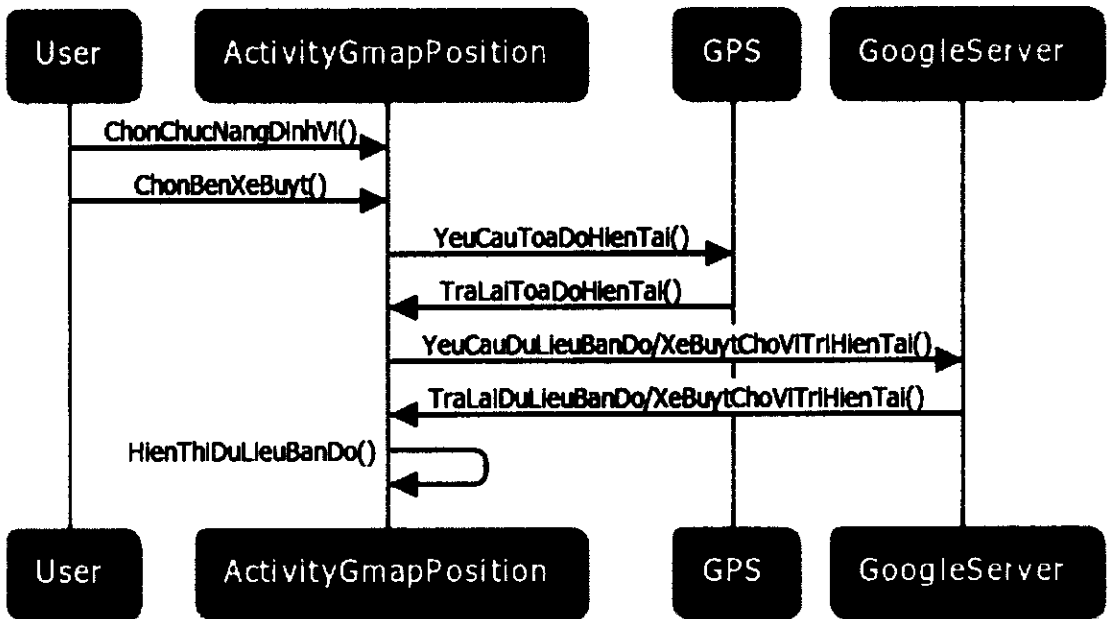 User ActivityGmapPosition GPS GoogleServer
ChonChucNangDinhVi()
ChonBenXeBuyt()
YeuCauToaDoHienTai()
TraLaiToaDoHienTai()
YeuCauDuLieuBanDo/XeBuytChoViTriHienTai()
TraLaiDuLieuBanDo/XeBuytChoViTriHienTai()
HienThiDuLieuBanDo()
User ActivityGmapPosition GPS GoogleServer